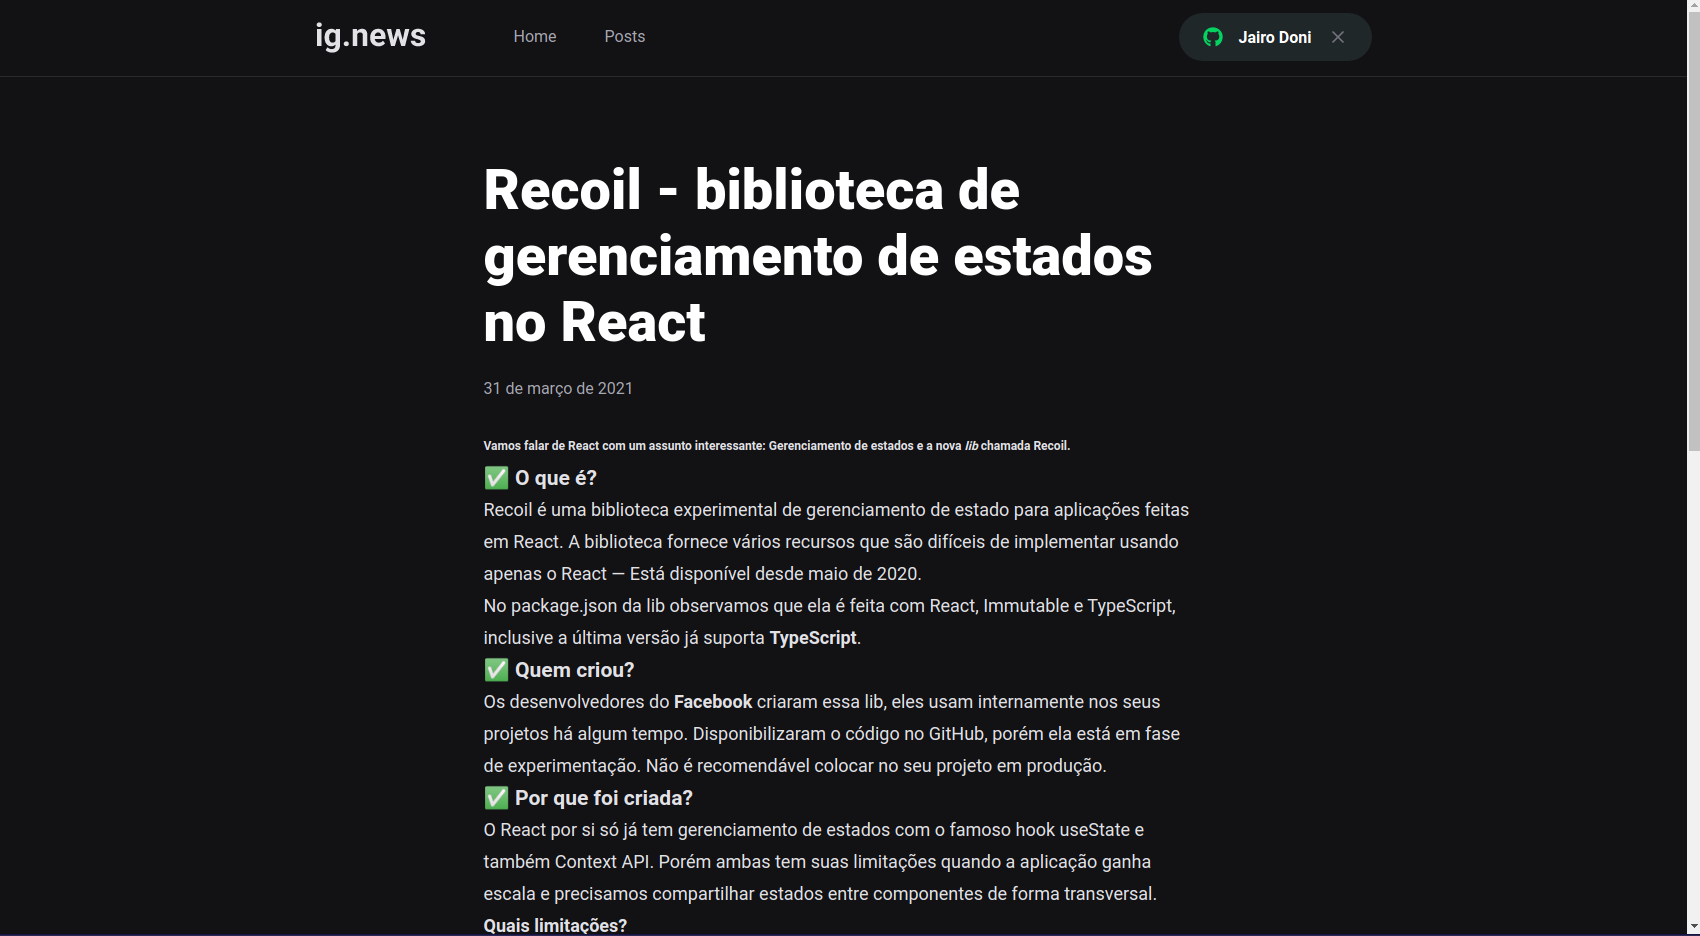 ig.news
Home
Posts
Jairo Doni
Recoil - biblioteca de
gerenciamento de estados
no React
31 de março de 2021
Vamos falar de React com um assunto interessante: Gerenciamento de estados e a nova lib chamada Recoil.
✅ O que é?
Recoil é uma biblioteca experimental de gerenciamento de estado para aplicações feitas
em React. A biblioteca fornece vários recursos que são difíceis de implementar usando
apenas o React — Está disponível desde maio de 2020.
No package.json da lib observamos que ela é feita com React, Immutable e TypeScript,
inclusive a última versão já suporta TypeScript.
✅ Quem criou?
Os desenvolvedores do Facebook criaram essa lib, eles usam internamente nos seus
projetos há algum tempo. Disponibilizaram o código no GitHub, porém ela está em fase
de experimentação. Não é recomendável colocar no seu projeto em produção.
✅ Por que foi criada?
O React por si só já tem gerenciamento de estados com o famoso hook useState e
também Context API. Porém ambas tem suas limitações quando a aplicação ganha
escala e precisamos compartilhar estados entre componentes de forma transversal.
Quais limitações?